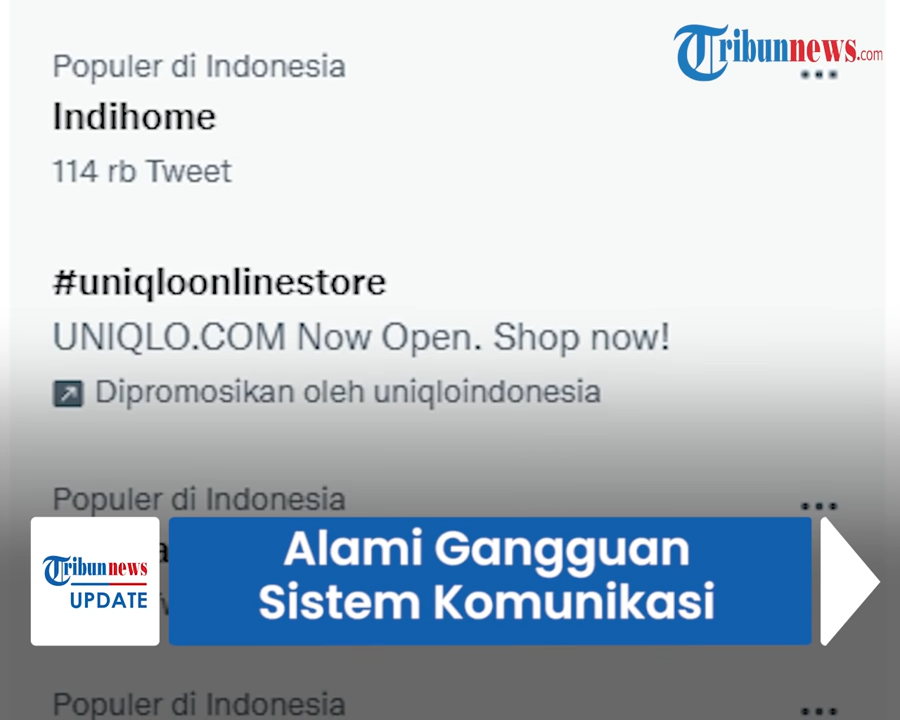 Populer di Indonesia
Tribunnews.com
Indihome
114 rb Tweet
#uniqloonlinestore
UNIQLO.COM Now Open. Shop now!
Dipromosikan oleh uniqloindonesia
Populer di Indonesia
Tribunnews
UPDATE
Alami Gangguan
Sistem Komunikasi
Populer di Indonesia